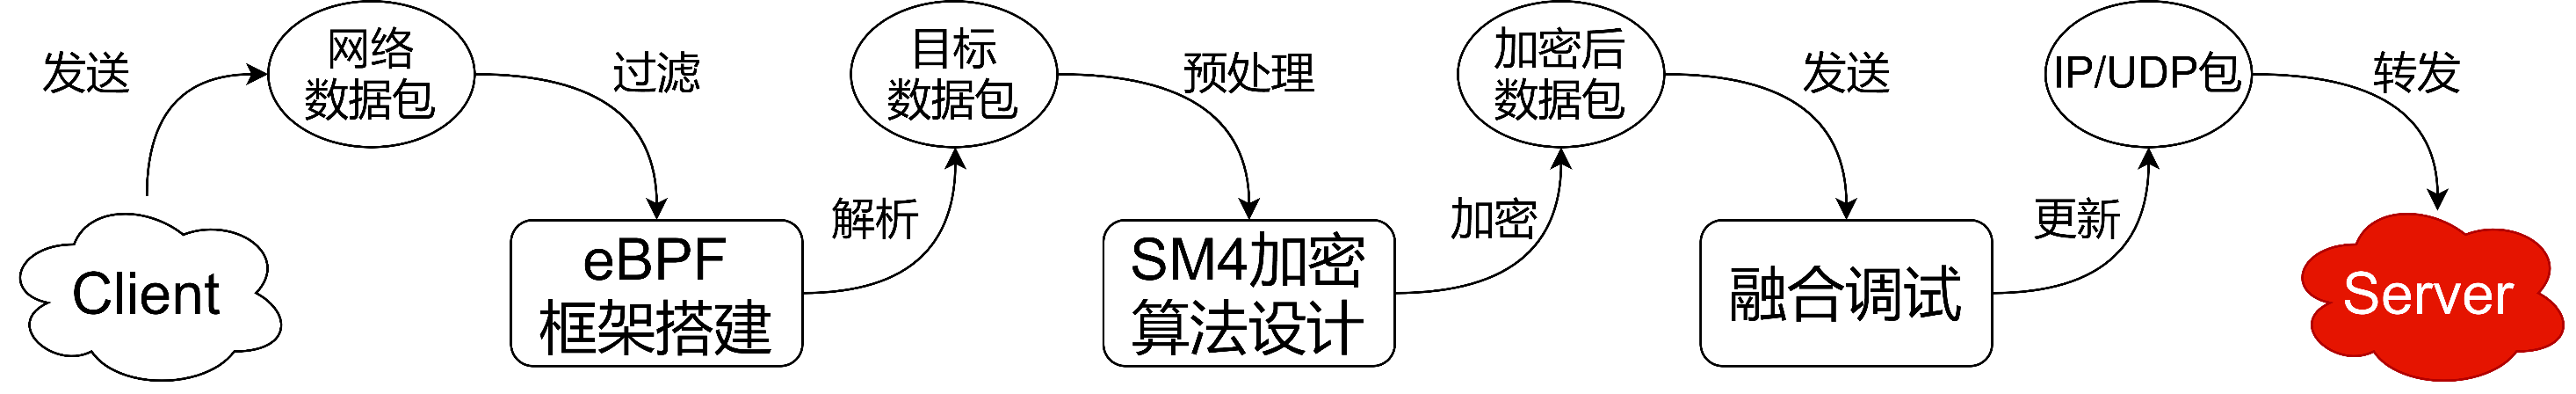 发送
网络
数据包
过滤
目标
数据包
预处理
加密后
数据包
发送
IP/UDP包
转发
Client
eBPF
框架搭建
解析
SM4加密
算法设计
加密
融合调试
更新
Server